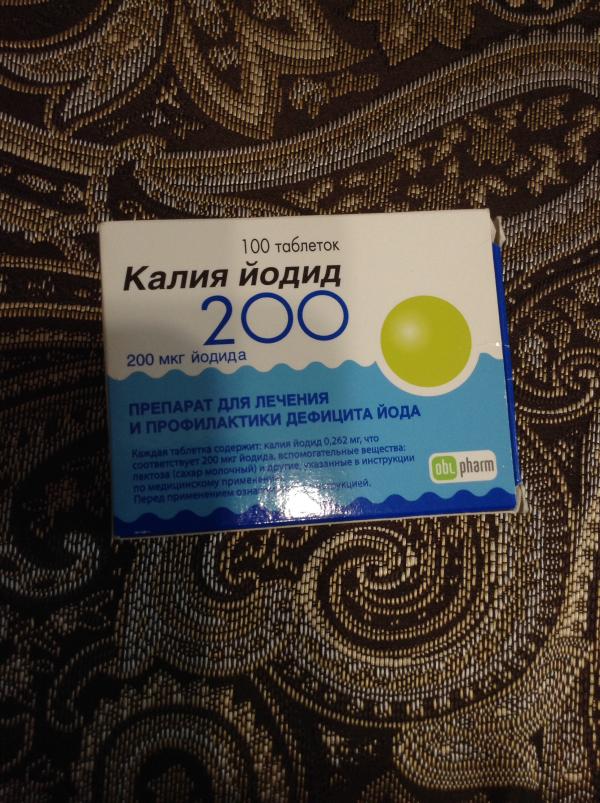 100 таблеток
Калия йодид
200
200 мкг йодида
ПРЕПАРАТ ДЛЯ ЛЕЧЕНИЯ
И ПРОФИЛАКТИКИ ДЕФИЦИТА ЙОДА
Каждая таблетка содержит: калия йодид 0,262 мг, что
соответствует 200 мкг йодида, вспомогательные вещества:
лактоза (сахар молочный) и другие, указанные в инструкции
по медицинскому
Перед применением
obl pharm